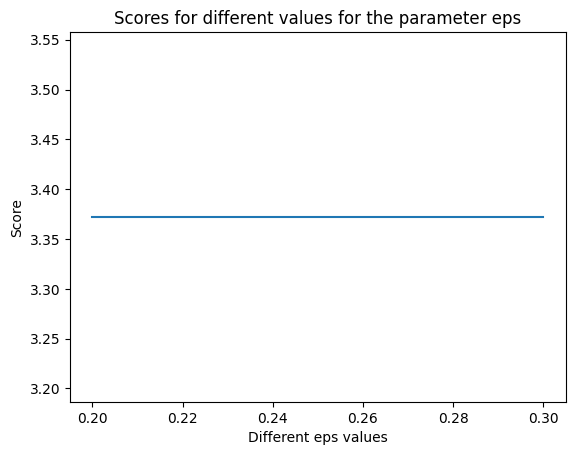 Scores for different values for the parameter eps
3.55
3.50
3.45
3.40
3.35
3.30
3.25
3.20
Score
0.20 0.22 0.24 0.26 0.28 0.30
Different eps values